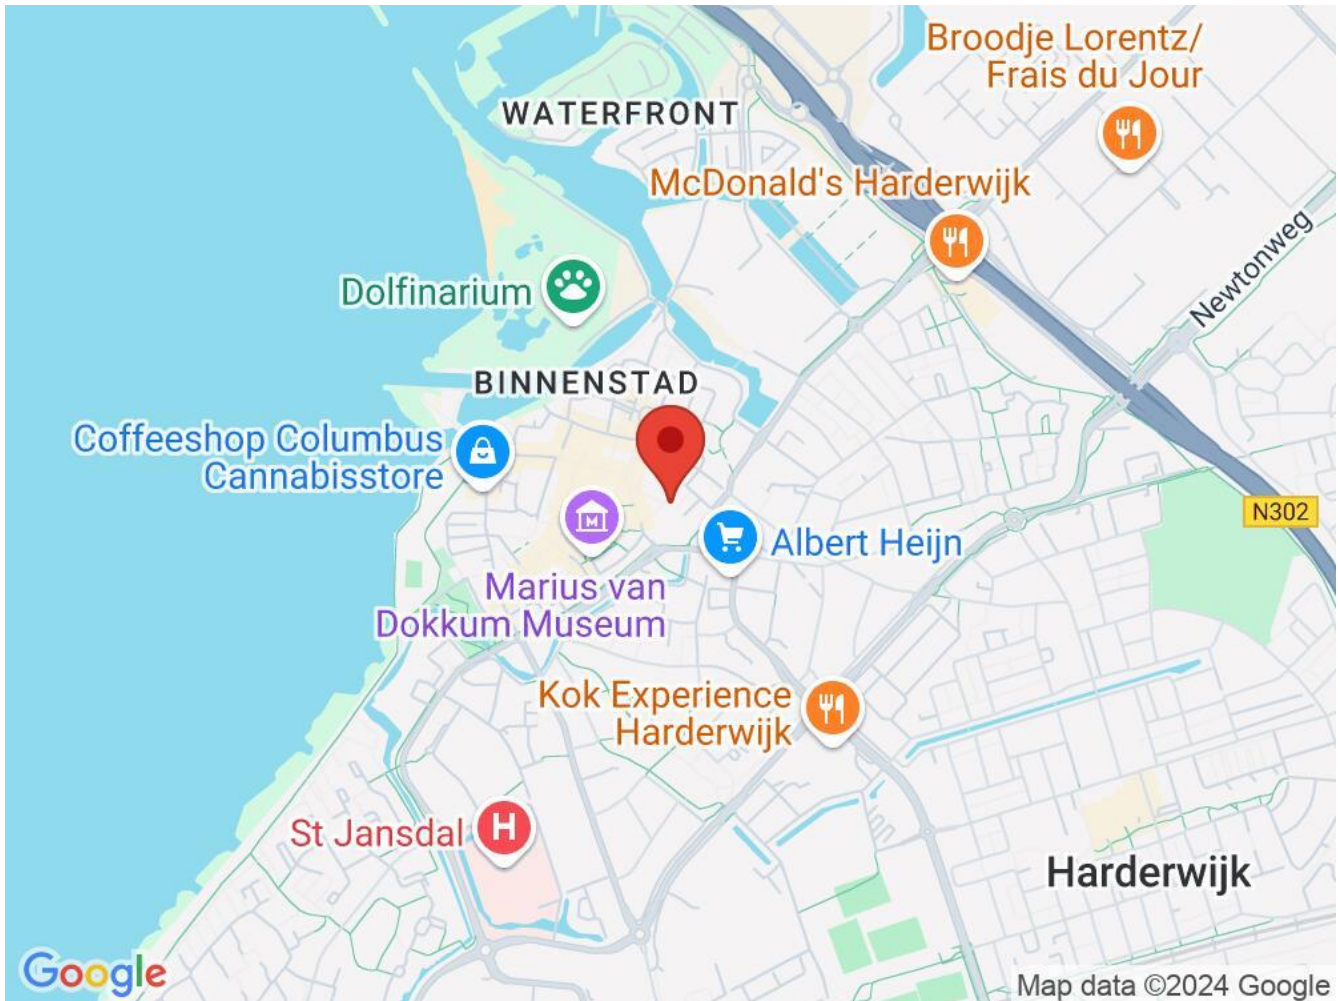 Broodje Lorentz/
Frais du Jour
WATERFRONT
McDonald's Harderwijk
Newtonweg
Dolfinarium
BINNENSTAD
Coffeeshop Columbus
Cannabisstore
N302
Albert Heijn
M
Marius van
Dokkum Museum
Kok Experience
Harderwijk
St Jansdal
H
Harderwijk
Google
Map data ©2024 Google